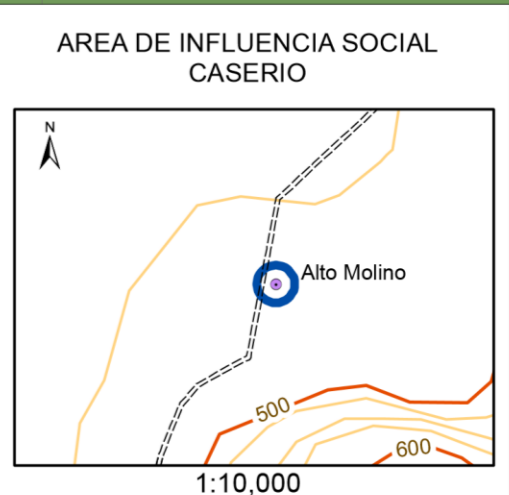 AREA DE INFLUENCIA SOCIAL
CASERIO
N
Alto Molino
500
600
1:10,000